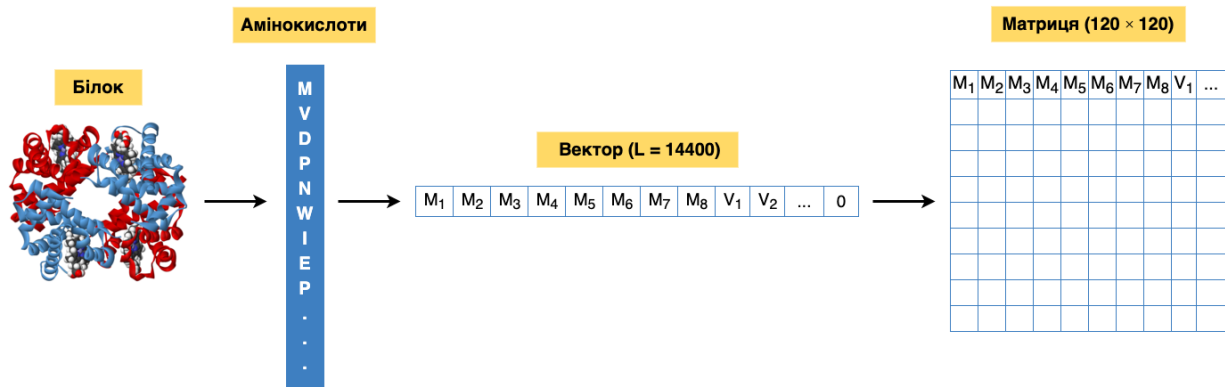 Білок
Амінокислоти
M
V
D
P
N
W
I
E
P
.
.
.
Вектор (L = 14400)
M₁ M₂ M₃ M₄ M₅ M₆ M₇ M₈ V₁ V₂ ... 0
Матриця (120 × 120)
M₁ M₂ M₃ M₄ M₅ M₆ M₇ M₈ V₁ ...